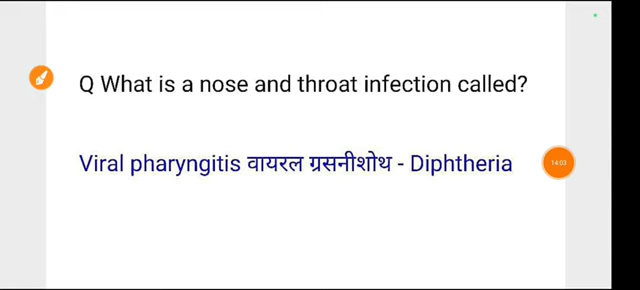 Q What is a nose and throat infection called?
Viral pharyngitis वायरल ग्रसनीशोथ - Diphtheria
14:03